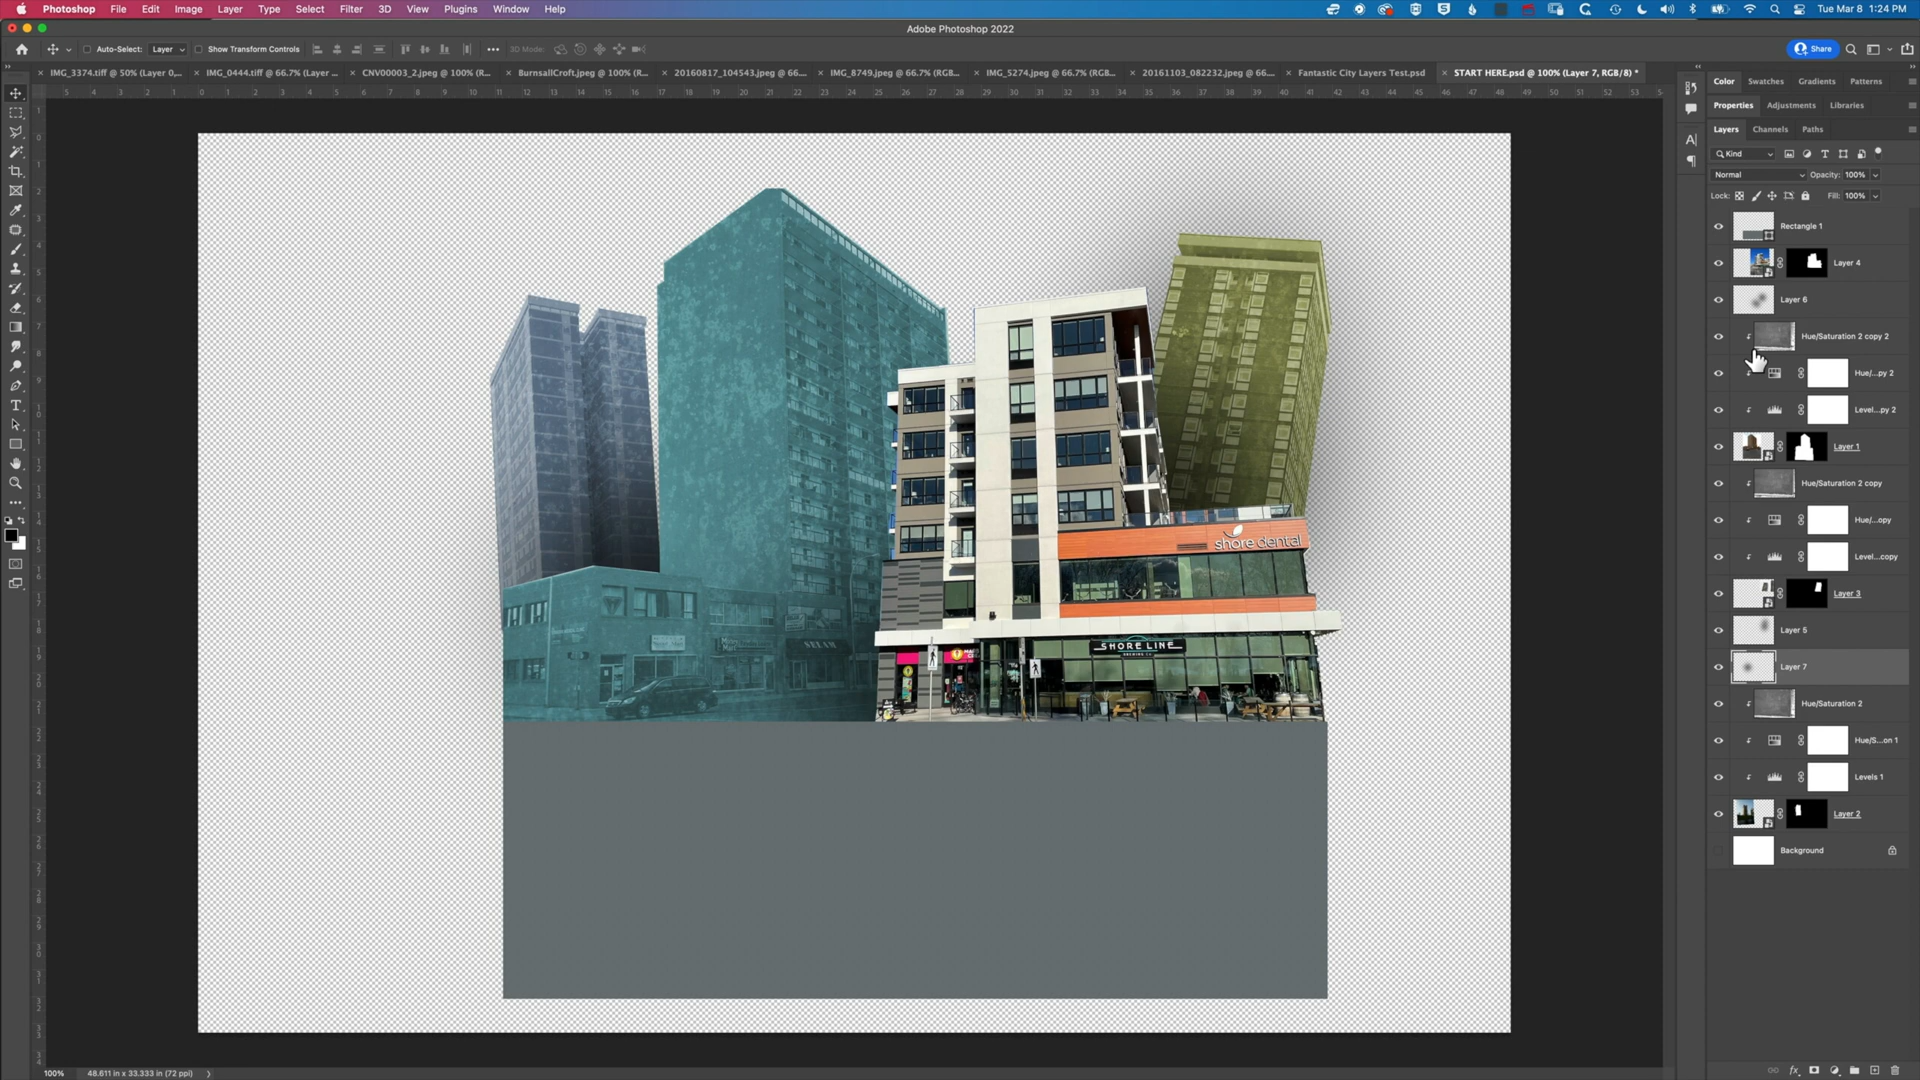 Photoshop File Edit Image Layer Type Select Filter 3D View Plugins Window Help Tue Mar 8 1:24 PM
Adobe Photoshop 2022
Auto-Select: Layer Show Transform Controls 3D Mode: Share
IMG_3374.tiff @ 50% (Layer 0,... IMG_0444.tiff @ 66.7% (Layer ... CNV00003_2.jpeg @ 100% (R... BurnsallCroft.jpeg @ 100% (R... 20160817_104543.jpeg @ 66.... IMG_8749.jpeg @ 66.7% (RGB... IMG_5274.jpeg @ 66.7% (RGB... 20161103_082232.jpeg @ 66.... Fantastic City Layers Test.psd START HERE.psd @ 100% (Layer 7, RGB/8) *
Color Swatches Gradients Patterns
Properties Adjustments Libraries
Layers Channels Paths
Kind
Normal Opacity: 100%
Lock: Fill: 100%
Rectangle 1
Layer 4
Layer 6
Hue/Saturation 2 copy 2
Hue/...py 2
Level...py 2
Layer 1
Hue/Saturation 2 copy
Hue/...opy
Level...copy
Layer 3
Layer 5
Layer 7
Hue/Saturation 2
Hue/S...on 1
Levels 1
Layer 2
Background
shore dental
SHORE LINE
BREWING CO
SELAM
100% 48.611 in x 33.333 in (72 ppi)